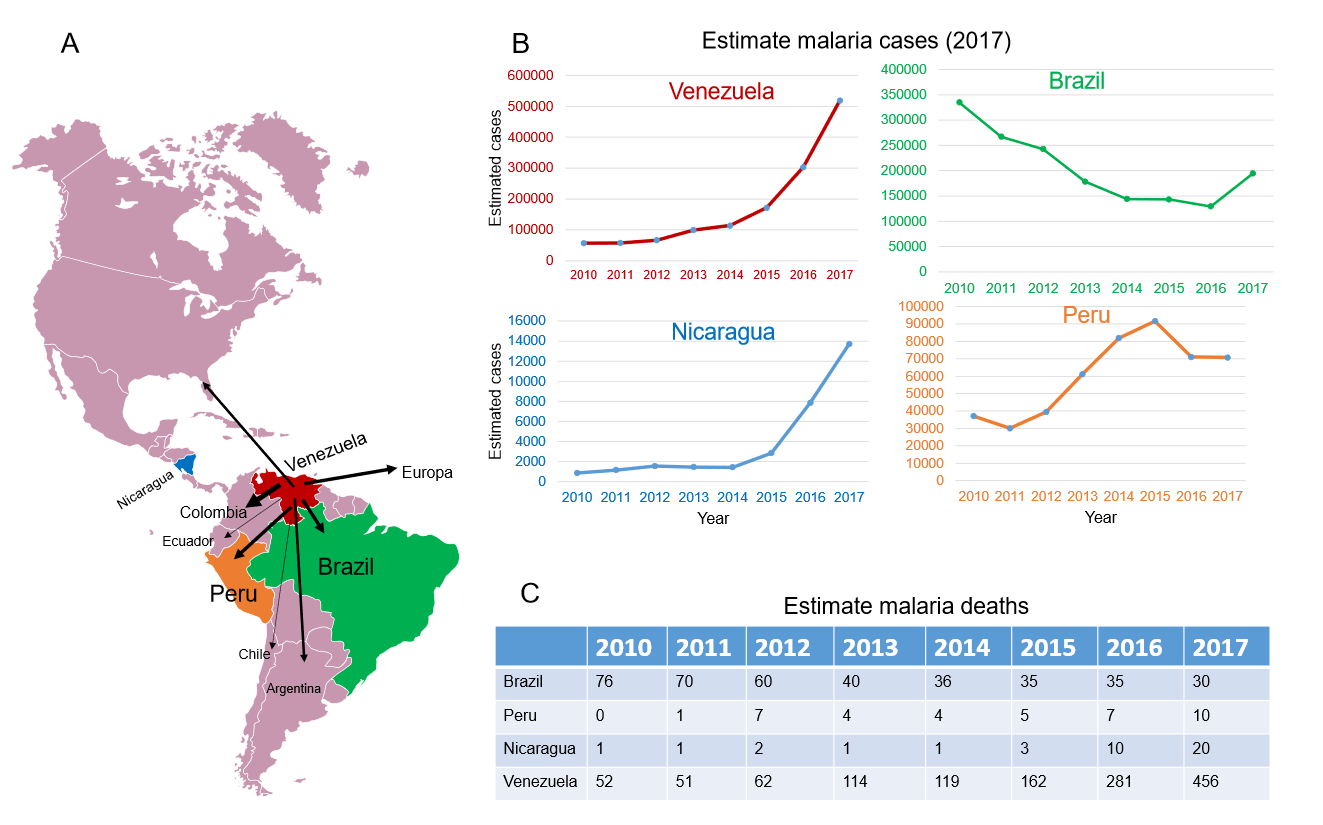 A
Venezuela
Europa
Nicaragua
Colombia
Ecuador
Brazil
Peru
Chile
Argentina
B
Estimate malaria cases (2017)
Venezuela
Estimated cases
600000
500000
400000
300000
200000
100000
0
2010 2011 2012 2013 2014 2015 2016 2017
Brazil
400000
350000
300000
250000
200000
150000
100000
50000
0
2010 2011 2012 2013 2014 2015 2016 2017
Nicaragua
Estimated cases
16000
14000
12000
10000
8000
6000
4000
2000
0
2010 2011 2012 2013 2014 2015 2016 2017
Year
Peru
100000
90000
80000
70000
60000
50000
40000
30000
20000
10000
0
2010 2011 2012 2013 2014 2015 2016 2017
Year
C
Estimate malaria deaths
2010 2011 2012 2013 2014 2015 2016 2017
Brazil 76 70 60 40 36 35 35 30
Peru 0 1 7 4 4 5 7 10
Nicaragua 1 1 2 1 1 3 10 20
Venezuela 52 51 62 114 119 162 281 456